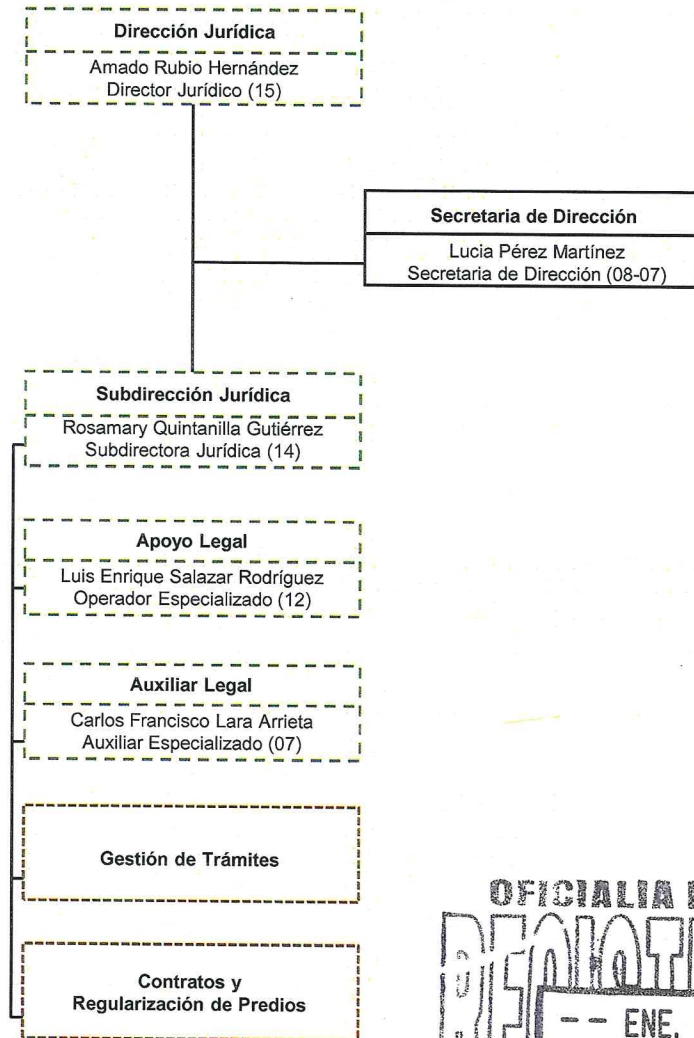 Dirección Jurídica
Amado Rubio Hernández
Director Jurídico (15)
Secretaria de Dirección
Lucia Pérez Martínez
Secretaria de Dirección (08-07)
Subdirección Jurídica
Rosamary Quintanilla Gutiérrez
Subdirectora Jurídica (14)
Apoyo Legal
Luis Enrique Salazar Rodríguez
Operador Especializado (12)
Auxiliar Legal
Carlos Francisco Lara Arrieta
Auxiliar Especializado (07)
Gestión de Trámites
Contratos y
Regularización de Predios
OFICIALIA
-- ENE.